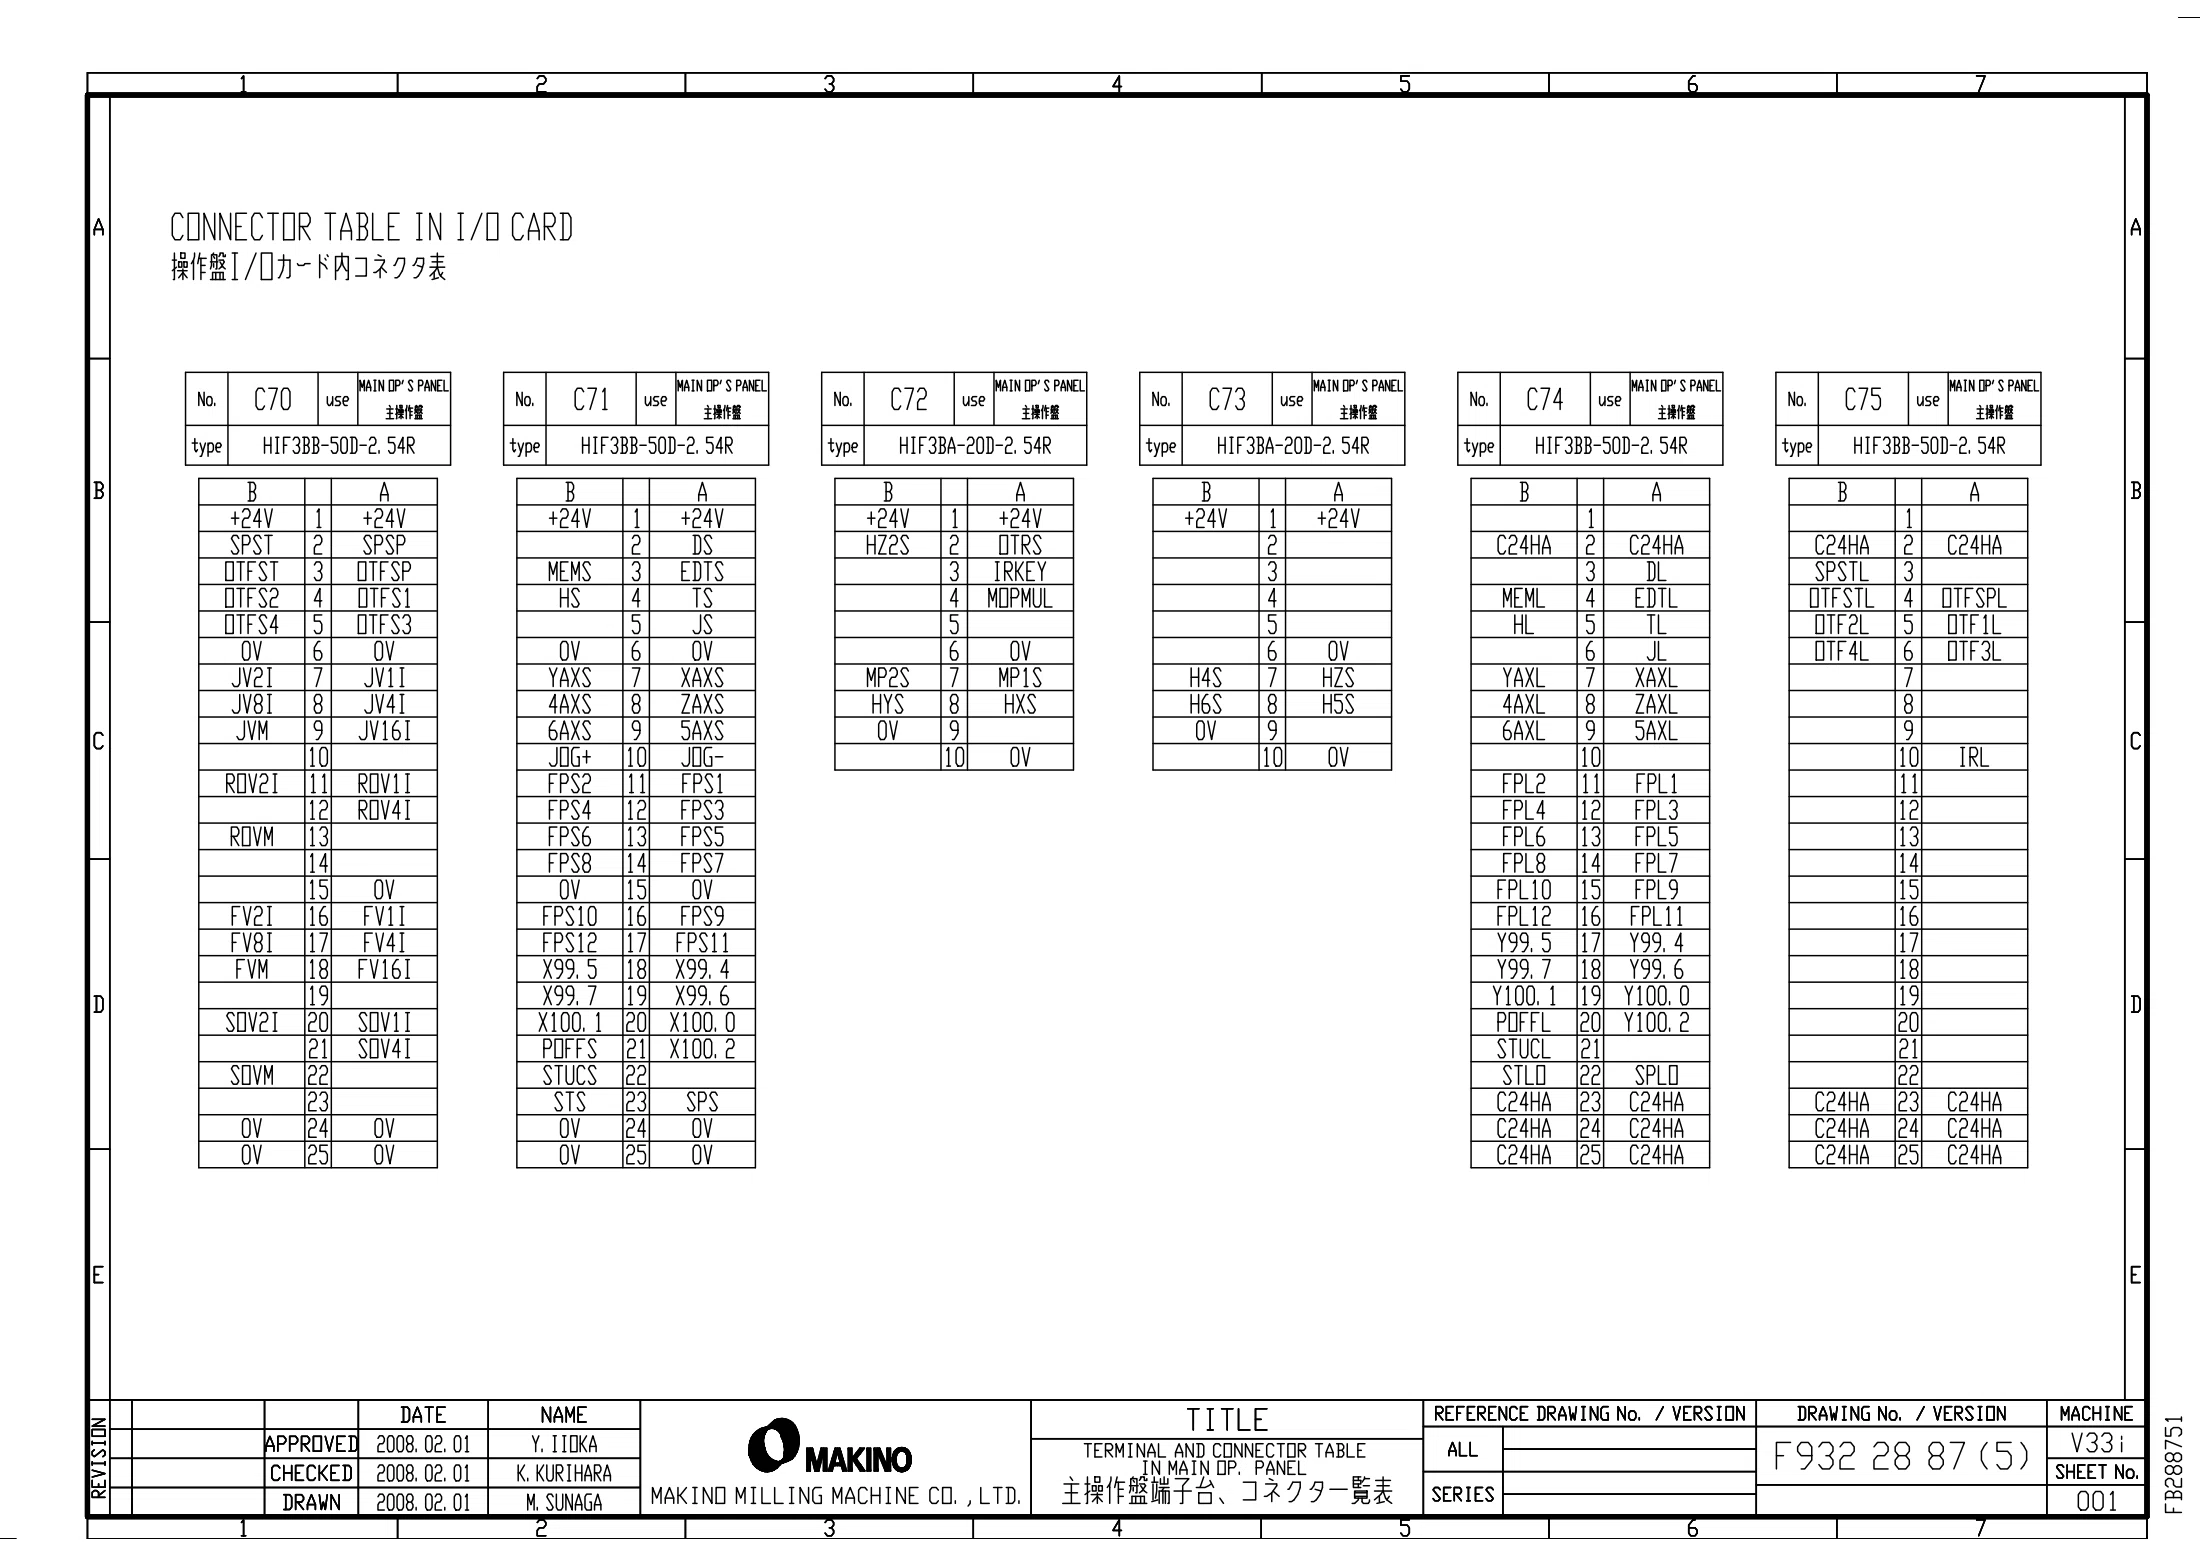 1 2 3 4 5 6 7
A A
CONNECTOR TABLE IN I/O CARD
操作盤I/Oカード内コネクタ表
No. C70 use MAIN OP'S PANEL 主操作盤
type HIF3BB-50D-2.54R
B A
+24V 1 +24V
SPST 2 SPSP
OTFST 3 OTFSP
OTFS2 4 OTFS1
OTFS4 5 OTFS3
0V 6 0V
JV2I 7 JV1I
JV8I 8 JV4I
JVM 9 JV16I
10
ROV2I 11 ROV1I
12 ROV4I
ROVM 13
14
15 0V
FV2I 16 FV1I
FV8I 17 FV4I
FVM 18 FV16I
19
SOV2I 20 SOV1I
21 SOV4I
SOVM 22
23
0V 24 0V
0V 25 0V
No. C71 use MAIN OP'S PANEL 主操作盤
type HIF3BB-50D-2.54R
B A
+24V 1 +24V
2 DS
MEMS 3 EDTS
HS 4 TS
5 JS
0V 6 0V
YAXS 7 XAXS
4AXS 8 ZAXS
6AXS 9 5AXS
JOG+ 10 JOG-
FPS2 11 FPS1
FPS4 12 FPS3
FPS6 13 FPS5
FPS8 14 FPS7
0V 15 0V
FPS10 16 FPS9
FPS12 17 FPS11
X99.5 18 X99.4
X99.7 19 X99.6
X100.1 20 X100.0
POFFS 21 X100.2
STUCS 22
STS 23 SPS
0V 24 0V
0V 25 0V
No. C72 use MAIN OP'S PANEL 主操作盤
type HIF3BA-20D-2.54R
B A
+24V 1 +24V
HZ2S 2 OTRS
3 IRKEY
4 MOPMUL
5
6 0V
MP2S 7 MP1S
HYS 8 HXS
0V 9
10 0V
No. C73 use MAIN OP'S PANEL 主操作盤
type HIF3BA-20D-2.54R
B A
+24V 1 +24V
2
3
4
5
6 0V
H4S 7 HZS
H6S 8 H5S
0V 9
10 0V
No. C74 use MAIN OP'S PANEL 主操作盤
type HIF3BB-50D-2.54R
B A
1
C24HA 2 C24HA
3 DL
MEML 4 EDTL
HL 5 TL
6 JL
YAXL 7 XAXL
4AXL 8 ZAXL
6AXL 9 5AXL
10
FPL2 11 FPL1
FPL4 12 FPL3
FPL6 13 FPL5
FPL8 14 FPL7
FPL10 15 FPL9
FPL12 16 FPL11
Y99.5 17 Y99.4
Y99.7 18 Y99.6
Y100.1 19 Y100.0
POFFL 20 Y100.2
STUCL 21
STLO 22 SPLO
C24HA 23 C24HA
C24HA 24 C24HA
C24HA 25 C24HA
No. C75 use MAIN OP'S PANEL 主操作盤
type HIF3BB-50D-2.54R
B A
1
C24HA 2 C24HA
SPSTL 3
OTFSTL 4 OTFSPL
OTF2L 5 OTF1L
OTF4L 6 OTF3L
7
8
9
10 IRL
11
12
13
14
15
16
17
18
19
20
21
22
C24HA 23 C24HA
C24HA 24 C24HA
C24HA 25 C24HA
B B
C C
D D
E E
REVISION
DATE NAME
APPROVED 2008.02.01 Y.IIOKA
CHECKED 2008.02.01 K.KURIHARA
DRAWN 2008.02.01 M.SUNAGA
MAKINO
MAKINO MILLING MACHINE CO.,LTD.
TITLE
TERMINAL AND CONNECTOR TABLE
IN MAIN OP. PANEL
主操作盤端子台、コネクタ一覧表
REFERENCE DRAWING No. / VERSION
ALL
SERIES
DRAWING No. / VERSION
F932 28 87(5)
MACHINE
V33i
SHEET No.
001
FB288751
1 2 3 4 5 6 7